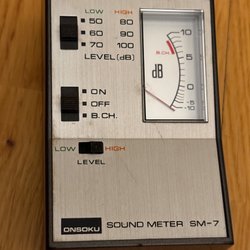 LOW HIGH
50 80
60 90
70 100
LEVEL (dB)
B.CH.
dB
10
5
0
5
10
ON
OFF
B.CH.
LOW HIGH
LEVEL
ONSOKU SOUND METER SM-7